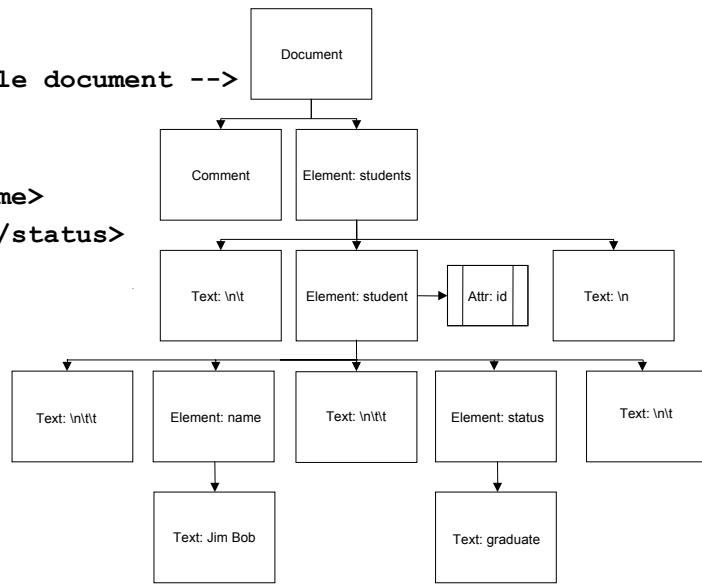 Document
le document -->
Comment
Element: students
me>
/status>
Text: \n\t
Element: student
Attr: id
Text: \n
Text: \n\t\t
Element: name
Text: \n\t\t
Element: status
Text: \n\t
Text: Jim Bob
Text: graduate